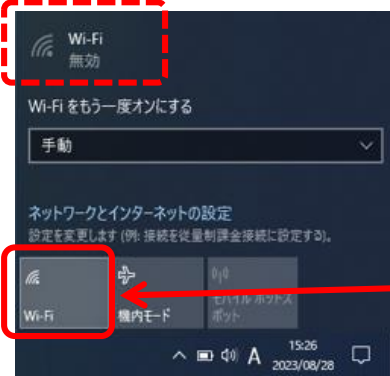 Wi-Fi
無効
Wi-Fi をもう一度オンにする
手動
ネットワークとインターネットの設定
設定を変更します (例: 接続を従量制課金接続に設定する)。
Wi-Fi
機内モード
モバイル ホットス
ポット
A
15:26
2023/08/28